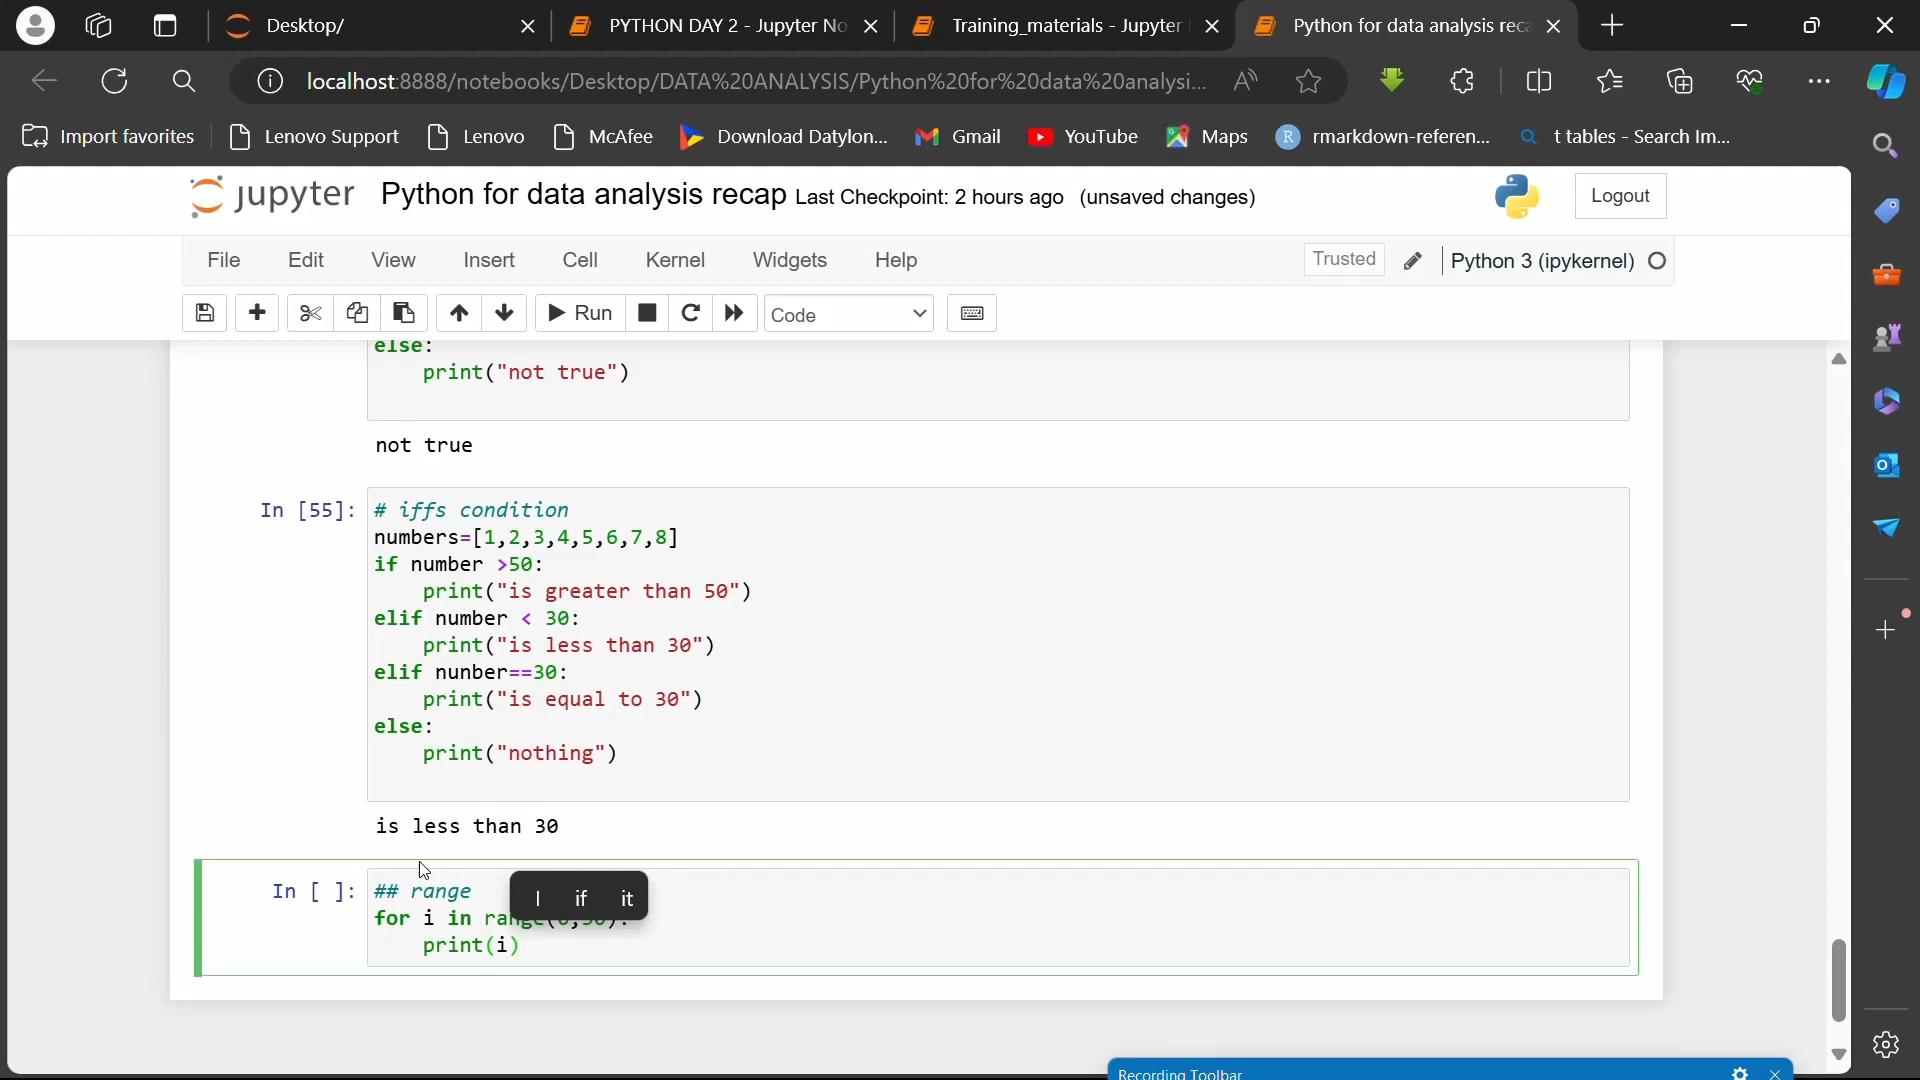 Desktop/
PYTHON DAY 2 - Jupyter No
Training_materials - Jupyter
Python for data analysis reca
localhost:8888/notebooks/Desktop/DATA%20ANALYSIS/Python%20for%20data%20analysi...
Import favorites
Lenovo Support
Lenovo
McAfee
Download Datylon...
Gmail
YouTube
Maps
rmarkdown-referen...
t tables - Search Im...
jupyter Python for data analysis recap Last Checkpoint: 2 hours ago (unsaved changes)
Logout
File Edit View Insert Cell Kernel Widgets Help
Trusted
Python 3 (ipykernel)
Run
Code
else:
print("not true")
not true
In [55]:
# iffs condition
numbers=[1,2,3,4,5,6,7,8]
if number >50:
print("is greater than 50")
elif number < 30:
print("is less than 30")
elif nunber==30:
print("is equal to 30")
else:
print("nothing")
is less than 30
In [ ]:
## range
I if it
for i in range(
print(i)
Recording Toolbar